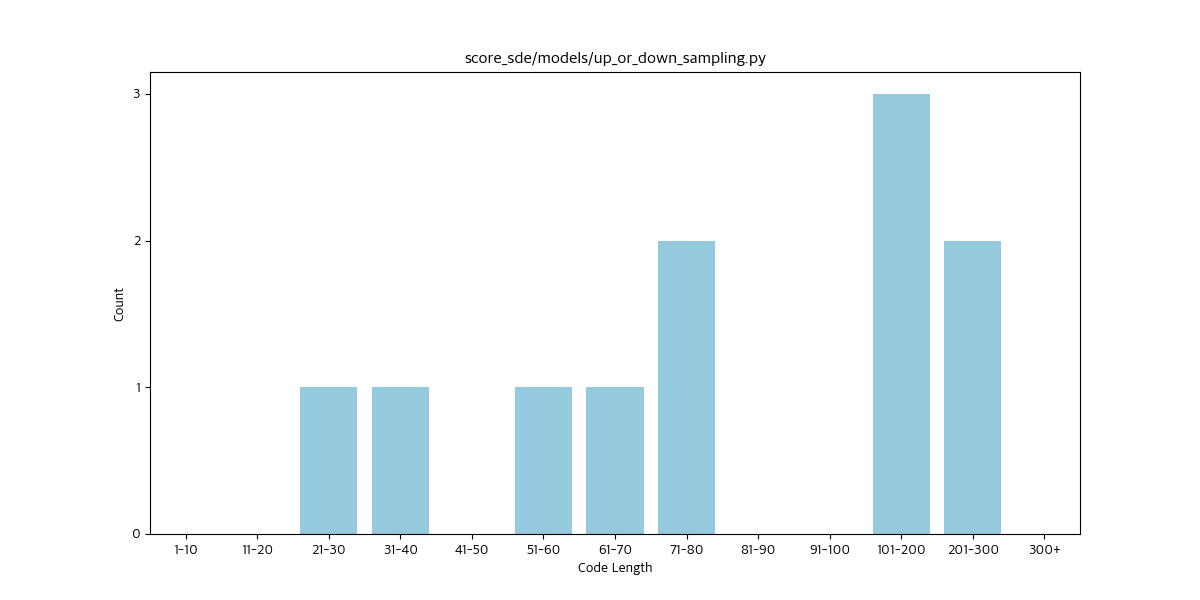 score_sde/models/up_or_down_sampling.py
3
2
1
0
Count
1-10 11-20 21-30 31-40 41-50 51-60 61-70 71-80 81-90 91-100 101-200 201-300 300+
Code Length